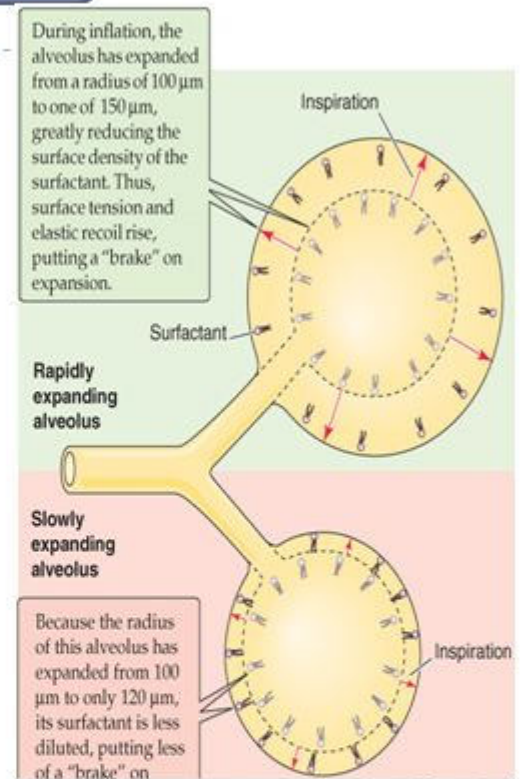 During inflation, the
alveolus has expanded
from a radius of 100 µm
to one of 150 µm,
greatly reducing the
surface density of the
surfactant. Thus,
surface tension and
elastic recoil rise,
putting a “brake” on
expansion.
Inspiration
Surfactant
Rapidly
expanding
alveolus
Slowly
expanding
alveolus
Because the radius
of this alveolus has
expanded from 100
µm to only 120 µm,
its surfactant is less
diluted, putting less
of a “brake” on
Inspiration